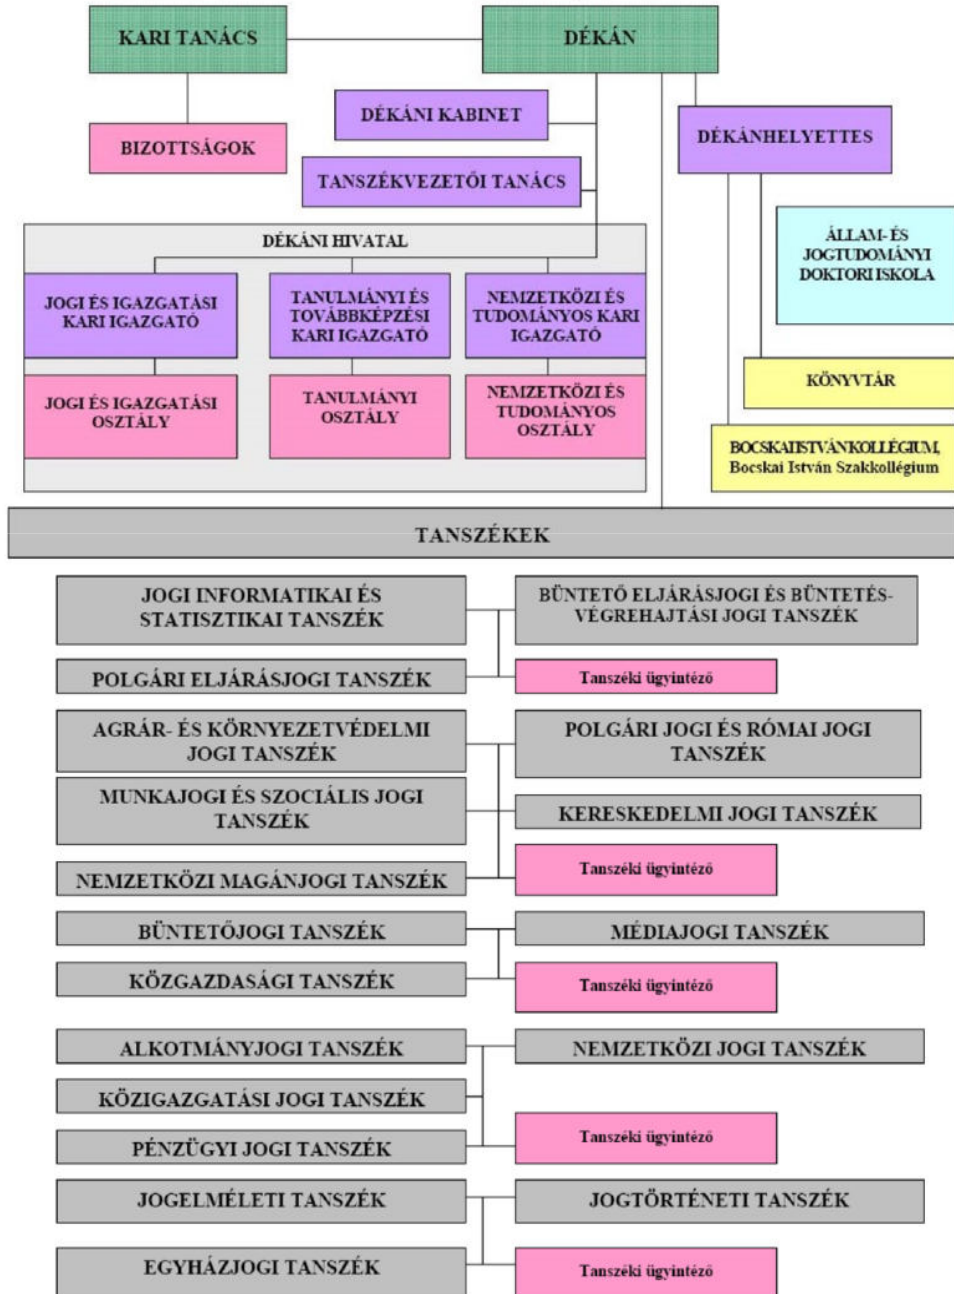 KARI TANÁCS
DÉKÁN
DÉKÁNI KABINET
DÉKÁNHELYETTES
BIZOTTSÁGOK
TANSZÉKVEZETŐI TANÁCS
DÉKÁNI HIVATAL
ÁLLAM- ÉS
JOGTUDOMÁNYI
DOKTORI ISKOLA
JOGI ÉS IGAZGATÁSI
KARI IGAZGATÓ
TANULMÁNYI ÉS
TOVÁBBKÉPZÉSI
KARI IGAZGATÓ
NEMZETKÖZI ÉS
TUDOMÁNYOS KARI
IGAZGATÓ
KÖNYVTÁR
JOGI ÉS IGAZGATÁSI
OSZTÁLY
TANULMÁNYI
OSZTÁLY
NEMZETKÖZI ÉS
TUDOMÁNYOS
OSZTÁLY
BOCSKAI ISTVÁN KOLLÉGIUM,
Bocskai István Szakkollégium
TANSZÉKEK
JOGI INFORMATIKAI ÉS
STATISZTIKAI TANSZÉK
BÜNTETŐ ELJÁRÁSJOGI ÉS BÜNTETÉS-
VÉGREHAJTÁSI JOGI TANSZÉK
POLGÁRI ELJÁRÁSJOGI TANSZÉK
Tanszéki ügyintéző
AGRÁR- ÉS KÖRNYEZETVÉDELMI
JOGI TANSZÉK
POLGÁRI JOGI ÉS RÓMAI JOGI
TANSZÉK
MUNKAJOGI ÉS SZOCIÁLIS JOGI
TANSZÉK
KERESKEDELMI JOGI TANSZÉK
NEMZETKÖZI MAGÁNJOGI TANSZÉK
Tanszéki ügyintéző
BÜNTETŐJOGI TANSZÉK
MÉDIAJOGI TANSZÉK
KÖZGAZDASÁGI TANSZÉK
Tanszéki ügyintéző
ALKOTMÁNYJOGI TANSZÉK
NEMZETKÖZI JOGI TANSZÉK
KÖZIGAZGATÁSI JOGI TANSZÉK
PÉNZÜGYI JOGI TANSZÉK
Tanszéki ügyintéző
JOGELMÉLETI TANSZÉK
JOGTÖRTÉNETI TANSZÉK
EGYHÁZJOGI TANSZÉK
Tanszéki ügyintéző